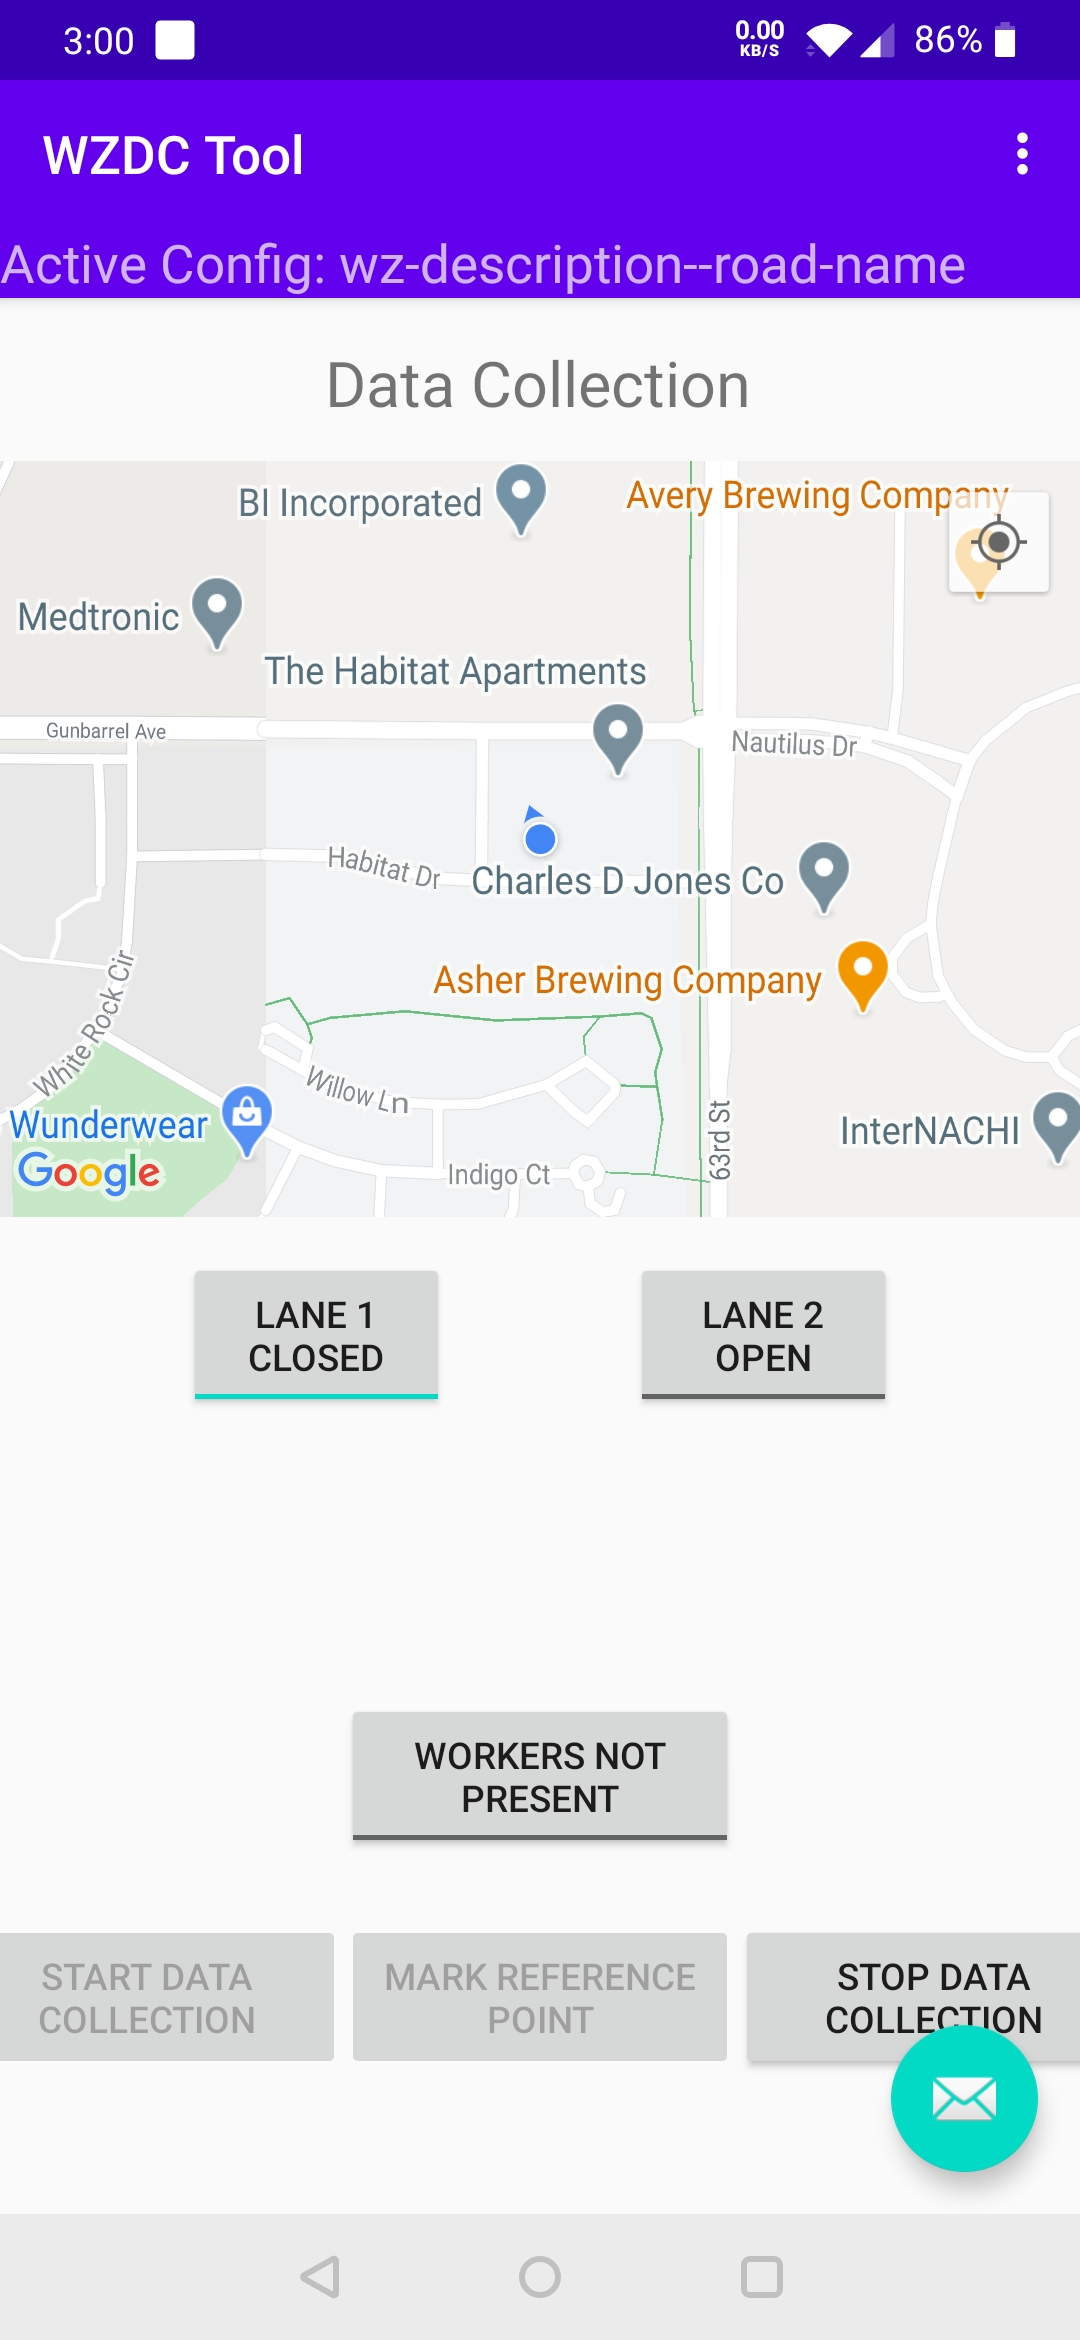 3:00
0.00
KB/S
86%
WZDC Tool
Active Config: wz-description--road-name
Data Collection
BI Incorporated
Avery Brewing Company
Medtronic
The Habitat Apartments
Gunbarrel Ave
Nautilus Dr
Habitat Dr
Charles D Jones Co
Asher Brewing Company
White Rock Cir
Willow Ln
Wunderwear
63rd St
InterNACHI
Google
Indigo Ct
LANE 1
CLOSED
LANE 2
OPEN
WORKERS NOT
PRESENT
START DATA
COLLECTION
MARK REFERENCE
POINT
STOP DATA
COLLECTION